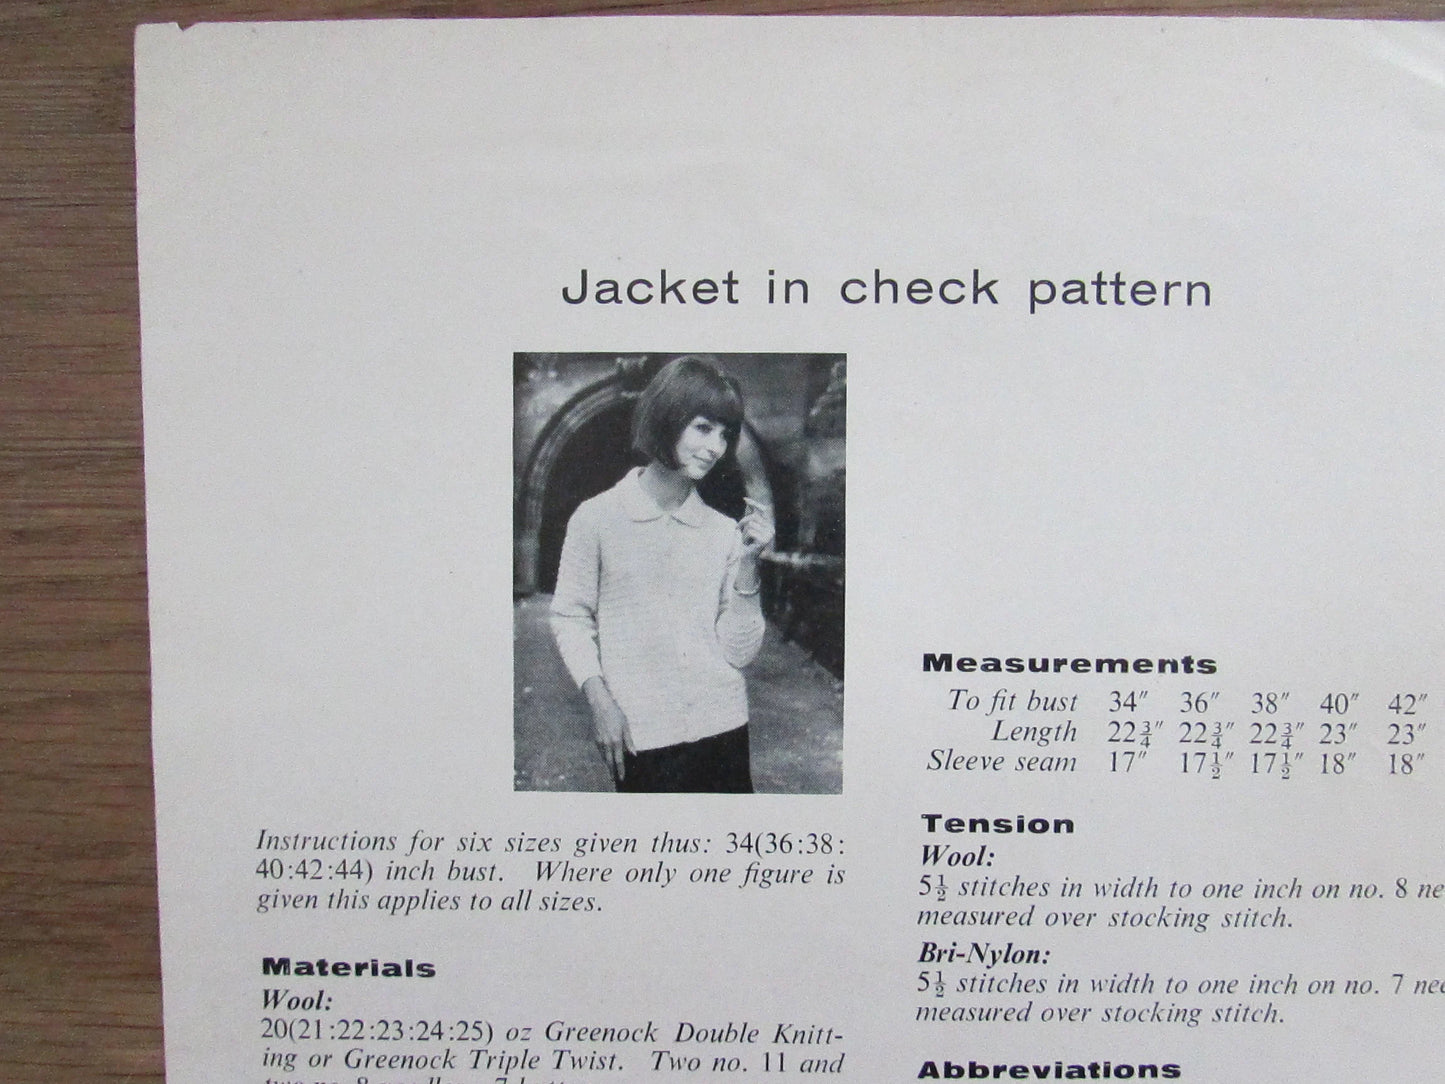 Jacket in check pattern
Instructions for six sizes given thus: 34(36:38:
40:42:44) inch bust. Where only one figure is
given this applies to all sizes.
Materials
Wool:
20(21:22:23:24:25) oz Greenock Double Knitt-
ing or Greenock Triple Twist. Two no. 11 and
Measurements
To fit bust 34″ 36″ 38″ 40″ 42″
Length 22¾″ 22¾″ 22¾″ 23″ 23″
Sleeve seam 17″ 17½″ 17½″ 18″ 18″
Tension
Wool:
5½ stitches in width to one inch on no. 8
measured over stocking stitch.
Bri-Nylon:
5½ stitches in width to one inch on no. 7
measured over stocking stitch.
Abbreviations